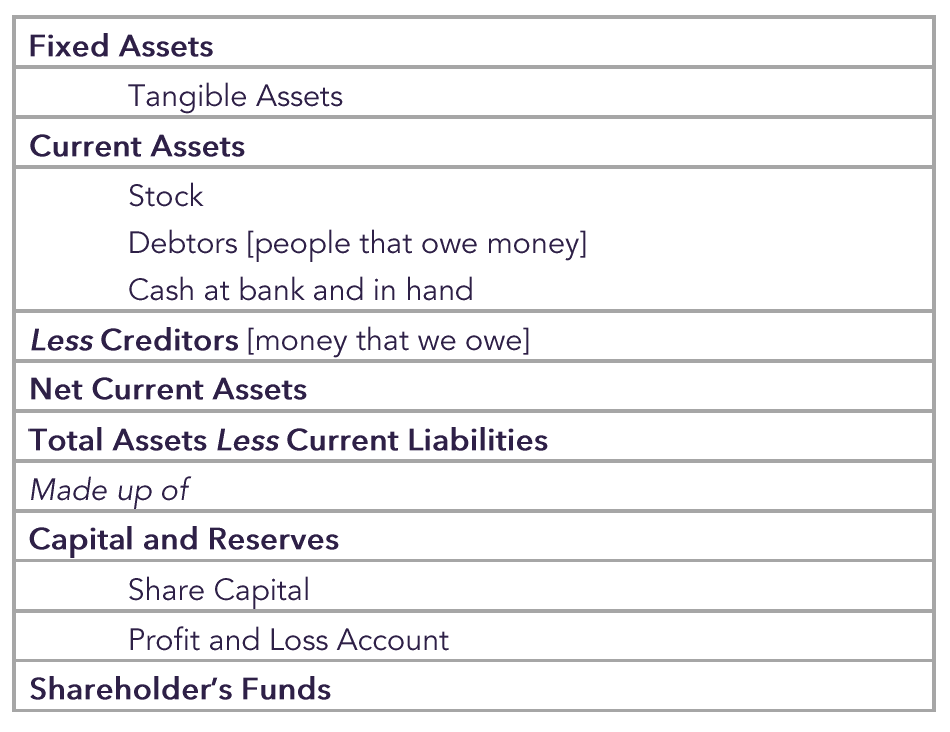 Fixed Assets
Tangible Assets
Current Assets
Stock
Debtors [people that owe money]
Cash at bank and in hand
Less Creditors [money that we owe]
Net Current Assets
Total Assets Less Current Liabilities
Made up of
Capital and Reserves
Share Capital
Profit and Loss Account
Shareholder’s Funds